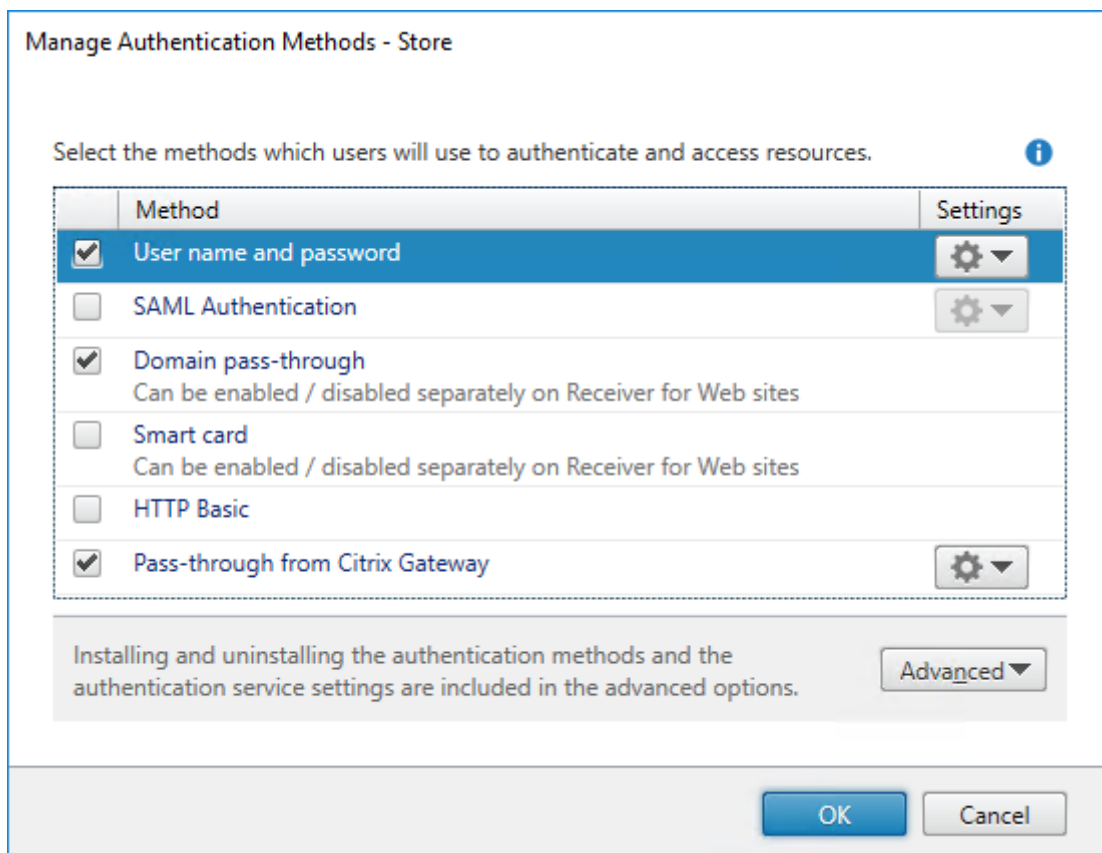 Manage Authentication Methods - Store
Select the methods which users will use to authenticate and access resources.
Method Settings
User name and password
SAML Authentication
Domain pass-through
Can be enabled / disabled separately on Receiver for Web sites
Smart card
Can be enabled / disabled separately on Receiver for Web sites
HTTP Basic
Pass-through from Citrix Gateway
Installing and uninstalling the authentication methods and the
authentication service settings are included in the advanced options.
Advanced
OK Cancel